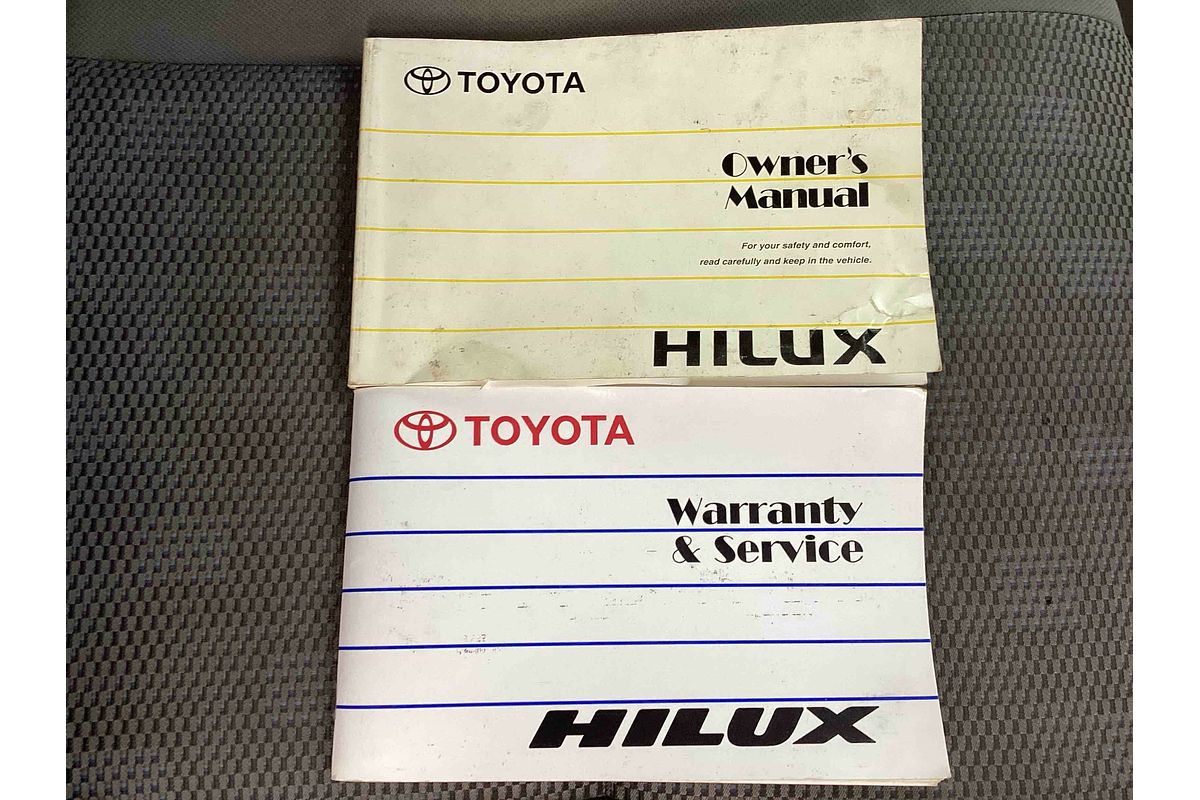 TOYOTA
Owner's
Manual
For your safety and comfort,
read carefully and keep in the vehicle.
HILUX
TOYOTA
Warranty
& Service
HILUX